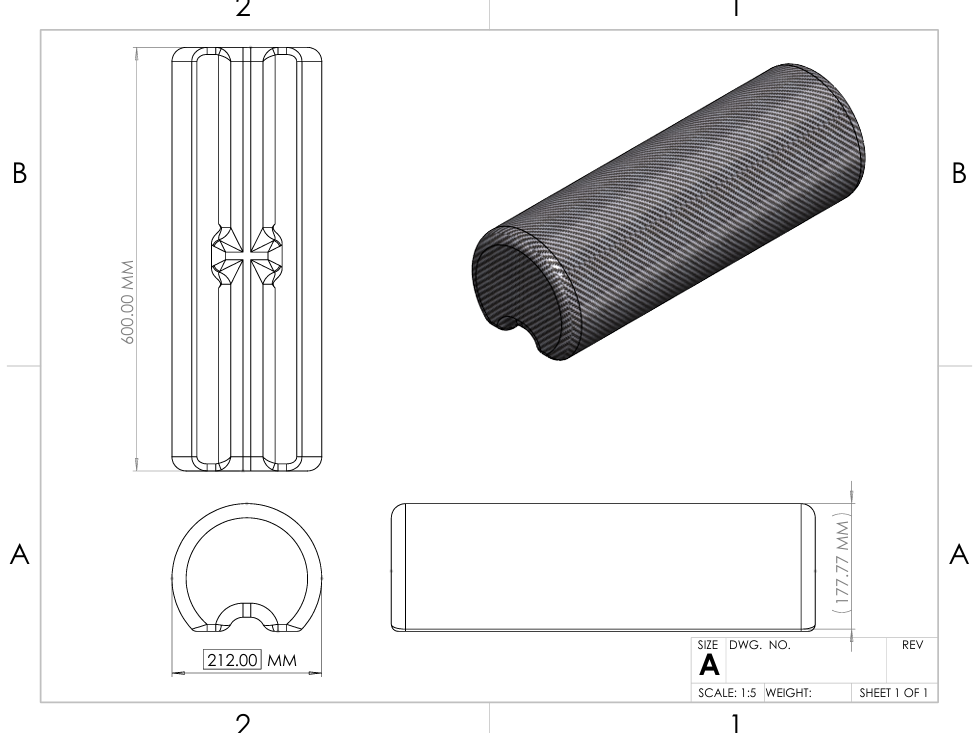 2 1
B B
600.00 MM
A A
(177.77 MM)
212.00 MM
SIZE DWG. NO. REV
A
SCALE: 1:5 WEIGHT: SHEET 1 OF 1
2 1